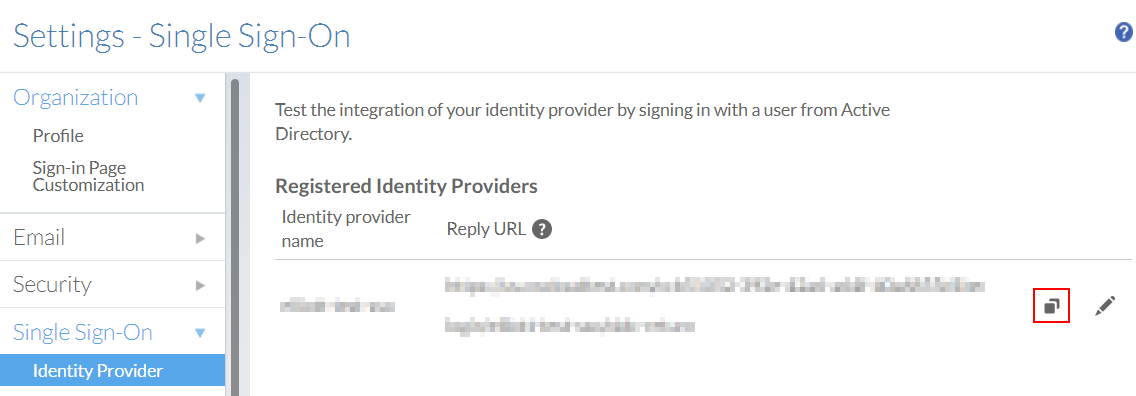 Settings - Single Sign-On
?
Organization
Profile
Sign-in Page
Customization
Email
Security
Single Sign-On
Identity Provider
Test the integration of your identity provider by signing in with a user from Active
Directory.
Registered Identity Providers
Identity provider
name
Reply URL ?